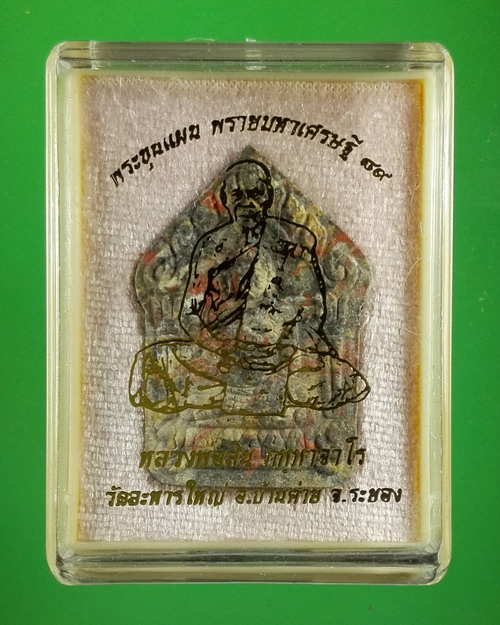 พระขุนแผน พรายมหาเศรษฐี ๘๙
หลวงพ่อสิน
วัดละหารใหญ่ อ.บ้านค่าย จ.ระยอง